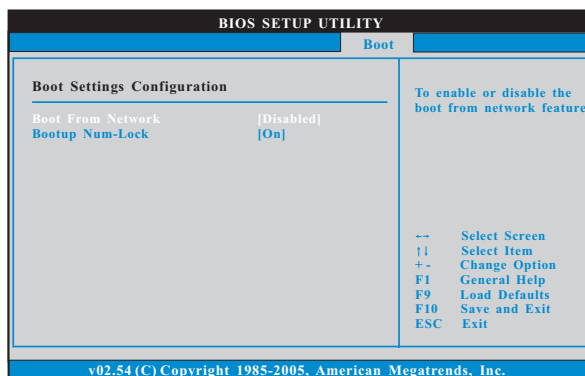 BIOS SETUP UTILITY
Boot
Boot Settings Configuration
Boot From Network [Disabled]
Bootup Num-Lock [On]
To enable or disable the
boot from network feature
←→ Select Screen
↑↓ Select Item
+ - Change Option
F1 General Help
F9 Load Defaults
F10 Save and Exit
ESC Exit
v02.54 (C) Copyright 1985-2005, American Megatrends, Inc.